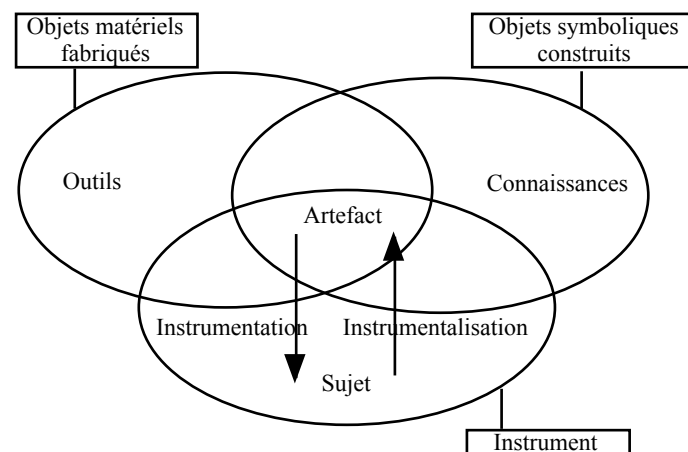 Objets matériels
fabriqués
Objets symboliques
construits
Outils
Connaissances
Artefact
Instrumentation
Instrumentalisation
Sujet
Instrument